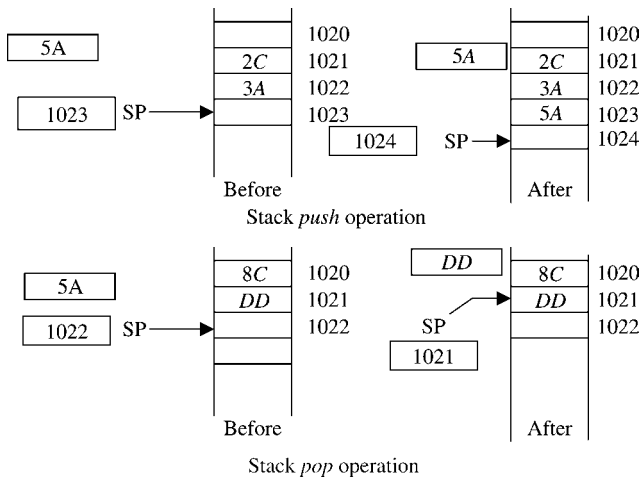 1020 1020
5A 2C 1021 5A 2C 1021
3A 1022 3A 1022
1023 SP 1023 5A 1023
1024 SP 1024
Before After
Stack push operation
8C 1020 DD 8C 1020
5A DD 1021 DD 1021
1022 SP 1022 SP 1022
1021
Before After
Stack pop operation